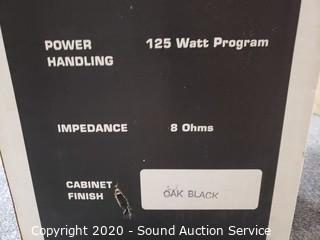 POWER 125 Watt Program
HANDLING
IMPEDANCE 8 Ohms
CABINET
FINISH
OAK BLACK
Copyright 2020 - Sound Auction Service